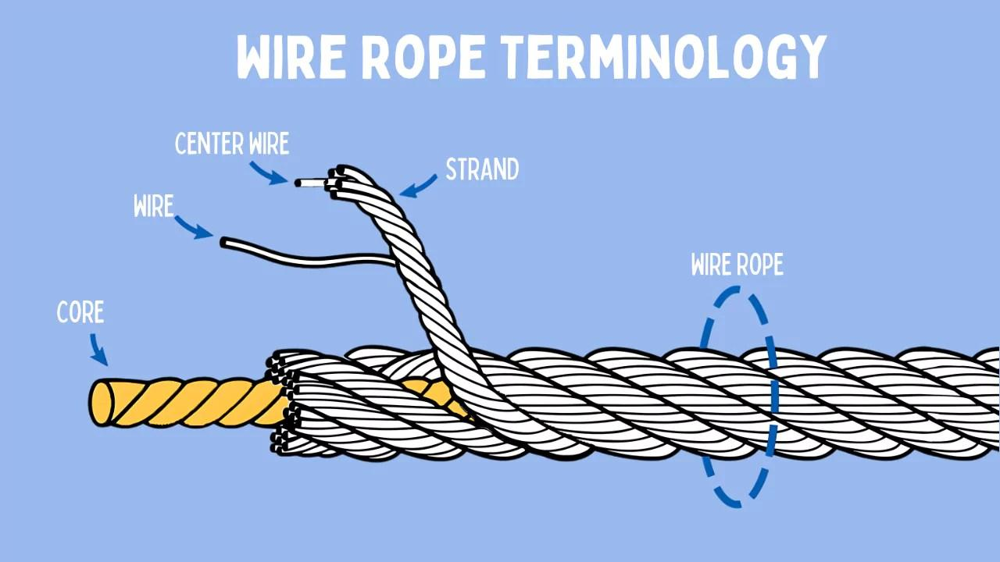 WIRE ROPE TERMINOLOGY
CENTER WIRE
STRAND
WIRE
WIRE ROPE
CORE